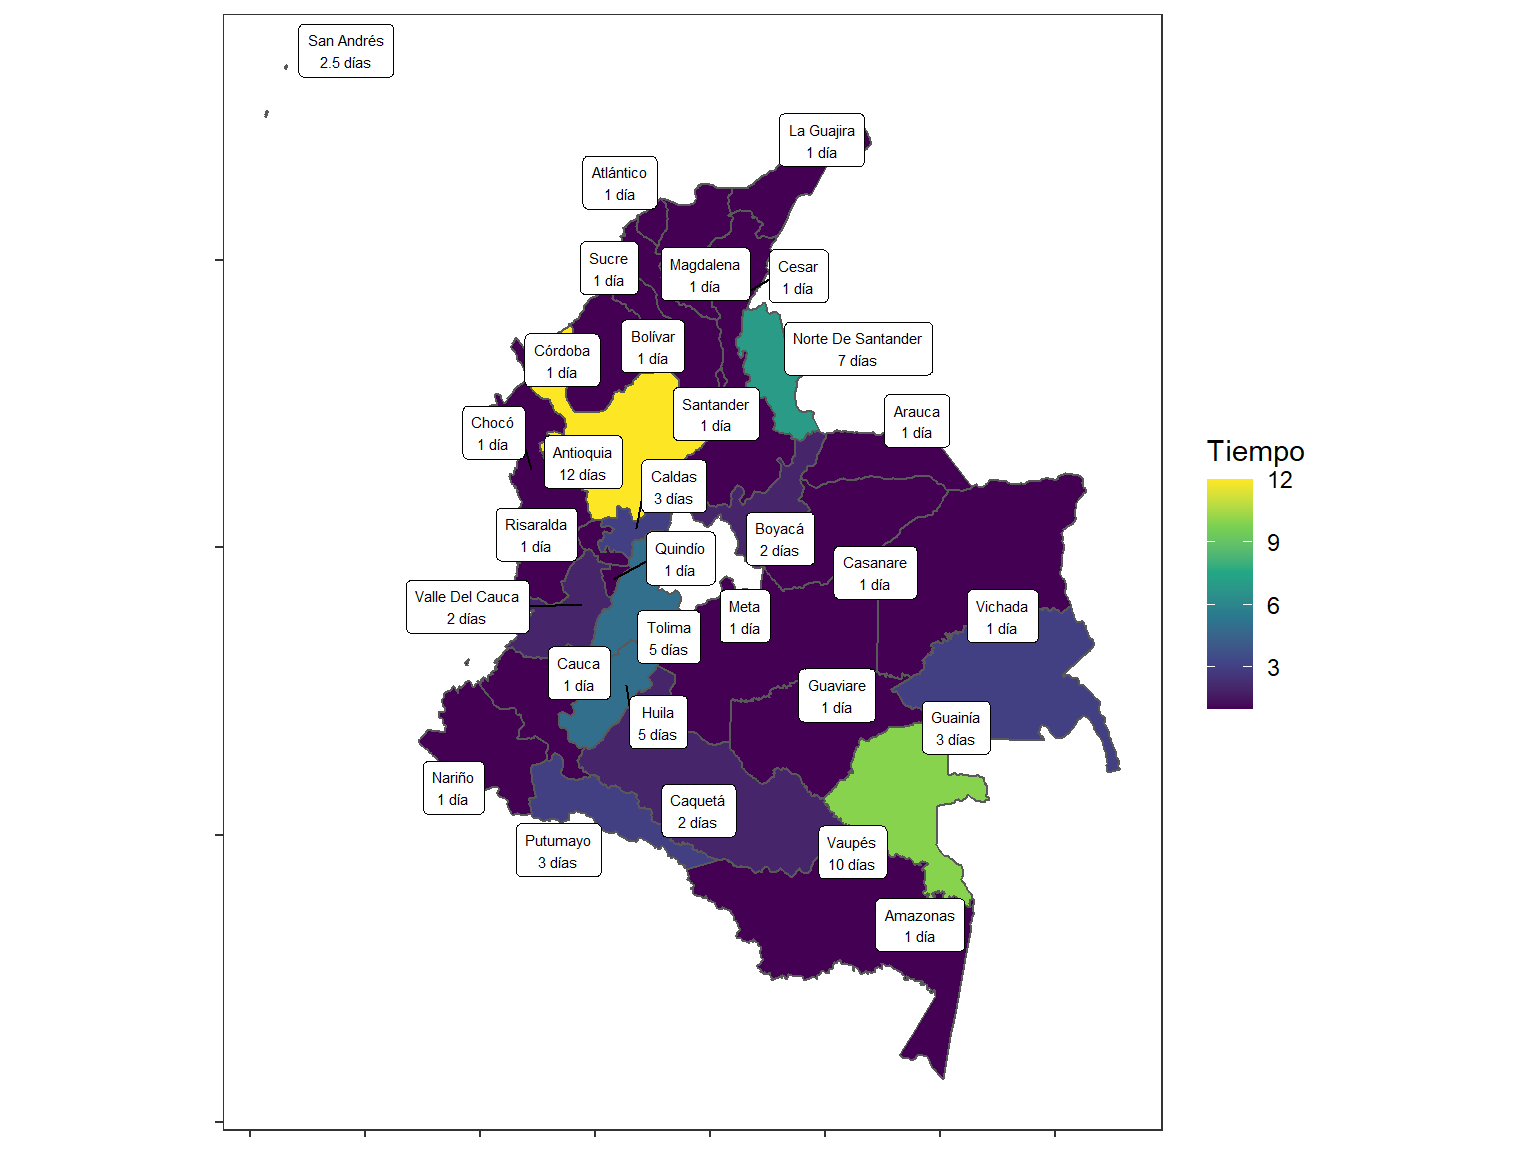 San Andrés
2.5 días
La Guajira
1 día
Atlántico
1 día
Sucre
1 día
Magdalena
1 día
Cesar
1 día
Norte De Santander
7 días
Bolívar
1 día
Córdoba
1 día
Santander
1 día
Arauca
1 día
Chocó
1 día
Antioquia
12 días
Caldas
3 días
Risaralda
1 día
Boyacá
2 días
Quindío
1 día
Casanare
1 día
Valle Del Cauca
2 días
Meta
1 día
Vichada
1 día
Tolima
5 días
Cauca
1 día
Guaviare
1 día
Huila
5 días
Guainía
3 días
Nariño
1 día
Caquetá
2 días
Putumayo
3 días
Vaupés
10 días
Amazonas
1 día
Tiempo
12
9
6
3